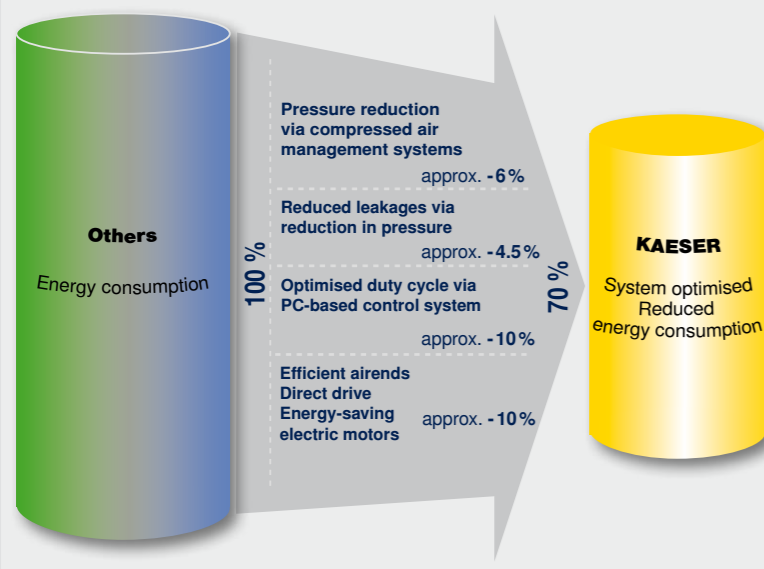 Others
Energy consumption
100 %
Pressure reduction
via compressed air
management systems
approx. -6 %
Reduced leakages via
reduction in pressure
approx. -4.5 %
Optimised duty cycle via
PC-based control system
approx. -10 %
Efficient airends
Direct drive
Energy-saving
electric motors
approx. -10 %
70 %
KAESER
System optimised
Reduced
energy consumption